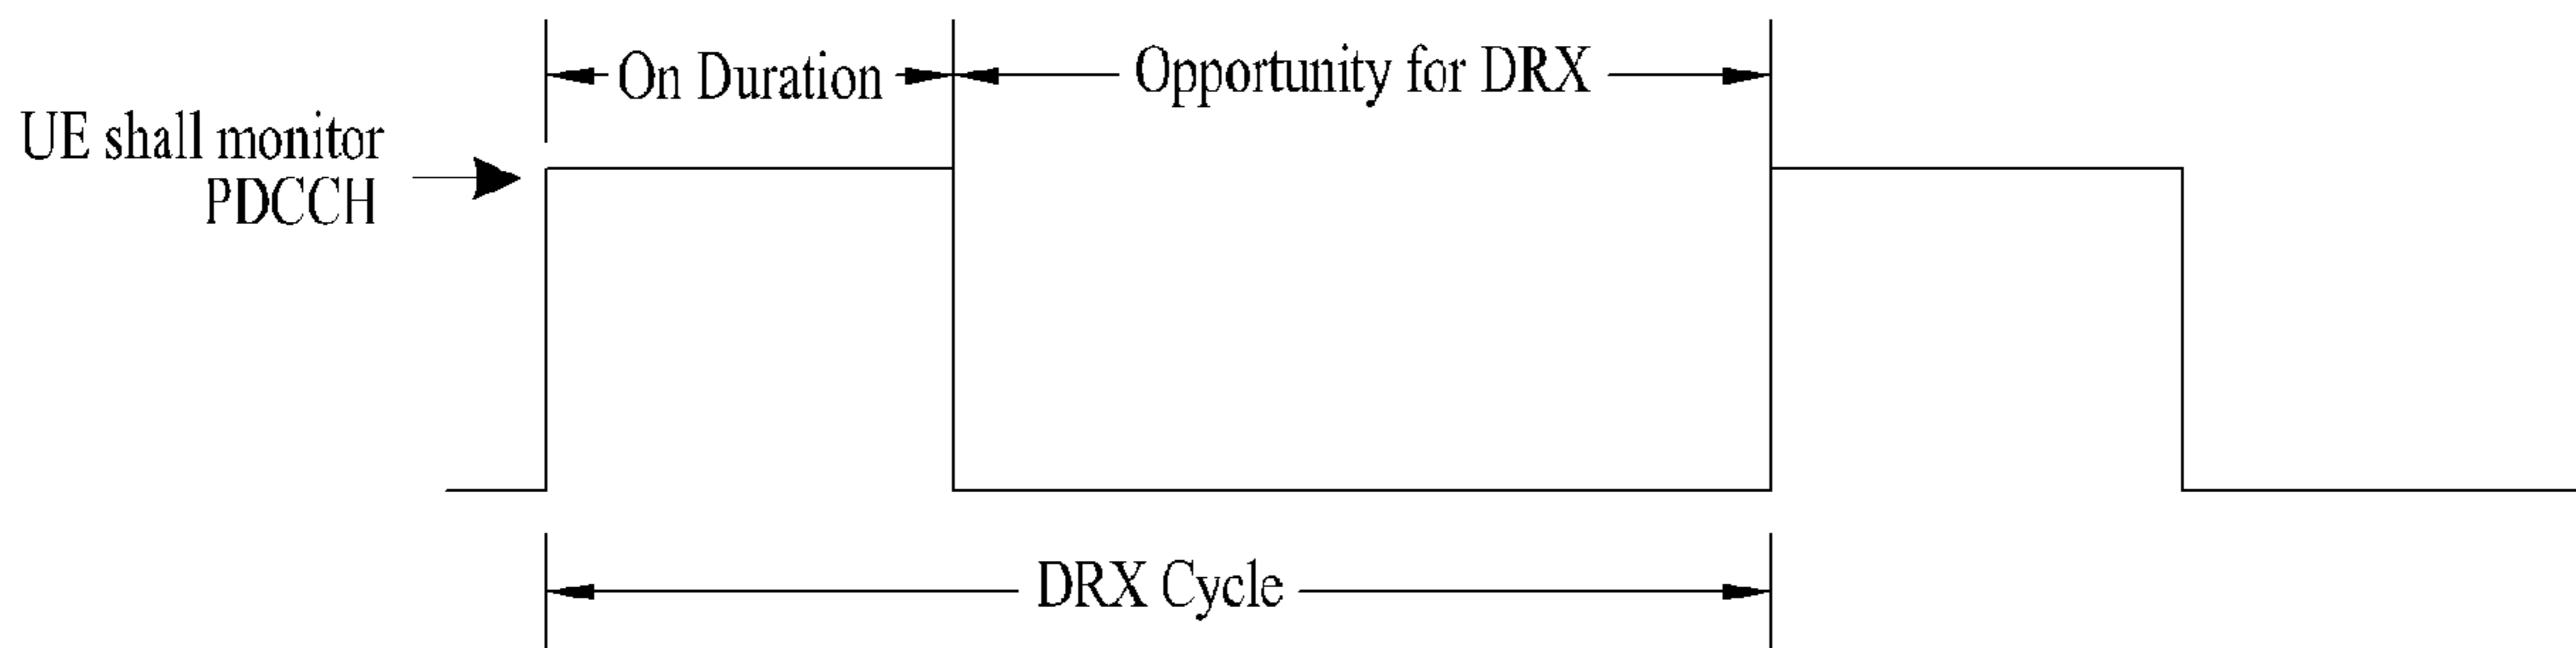 On Duration
Opportunity for DRX
UE shall monitor
PDCCH
DRX Cycle